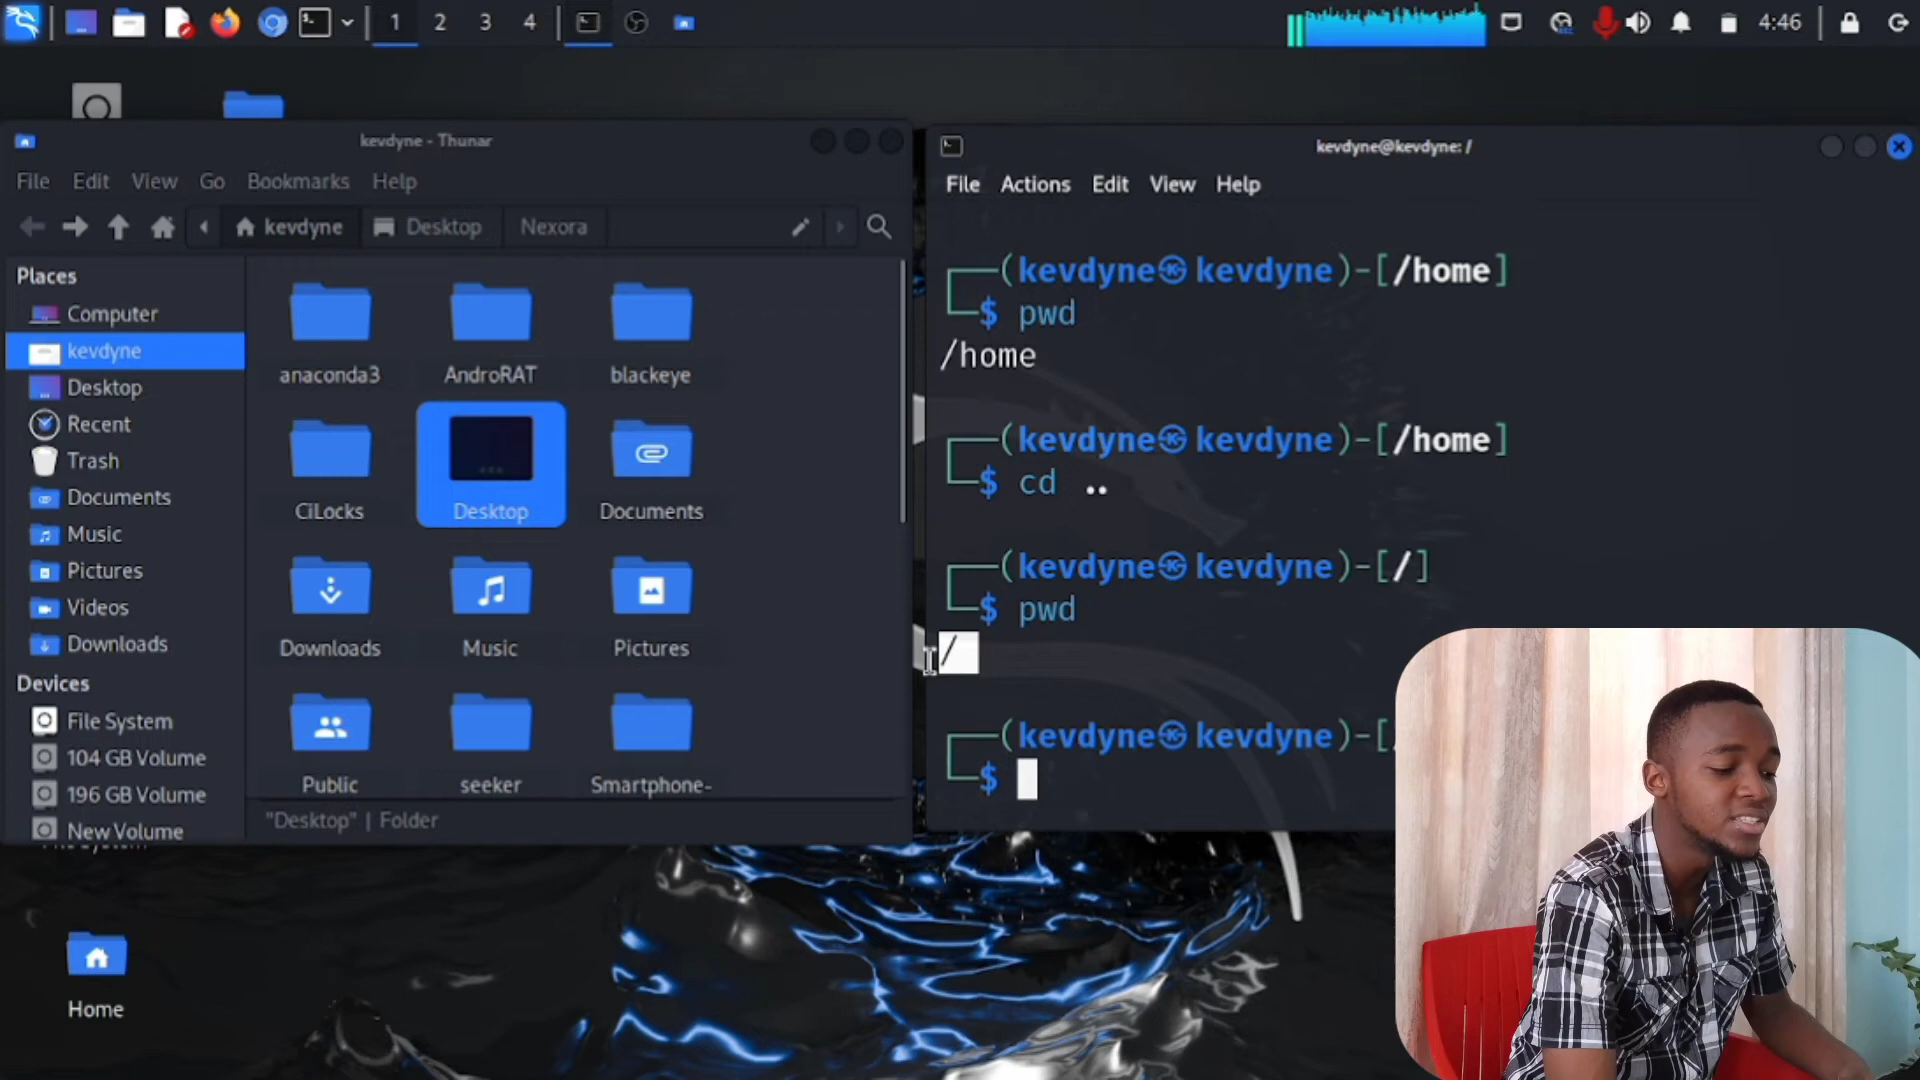 1 2 3 4
4:46
kevdyne - Thunar
File Edit View Go Bookmarks Help
kevdyne Desktop Nexora
Places
Computer
kevdyne
Desktop
Recent
Trash
Documents
Music
Pictures
Videos
Downloads
Devices
File System
104 GB Volume
196 GB Volume
New Volume
anaconda3 AndroRAT blackeye
CiLocks Desktop Documents
Downloads Music Pictures
Public seeker Smartphone-
"Desktop" | Folder
kevdyne@kevdyne: /
File Actions Edit View Help
(kevdyne㉿kevdyne)-[/home]
$ pwd
/home
(kevdyne㉿kevdyne)-[/home]
$ cd ..
(kevdyne㉿kevdyne)-[/]
$ pwd
/
(kevdyne㉿kevdyne)-[
$
Home